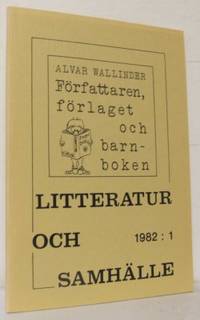 ALVAR WALLINDER
Författaren,
förlaget
och
barn-
boken
LITTERATUR
OCH 1982:1
SAMHÄLLE